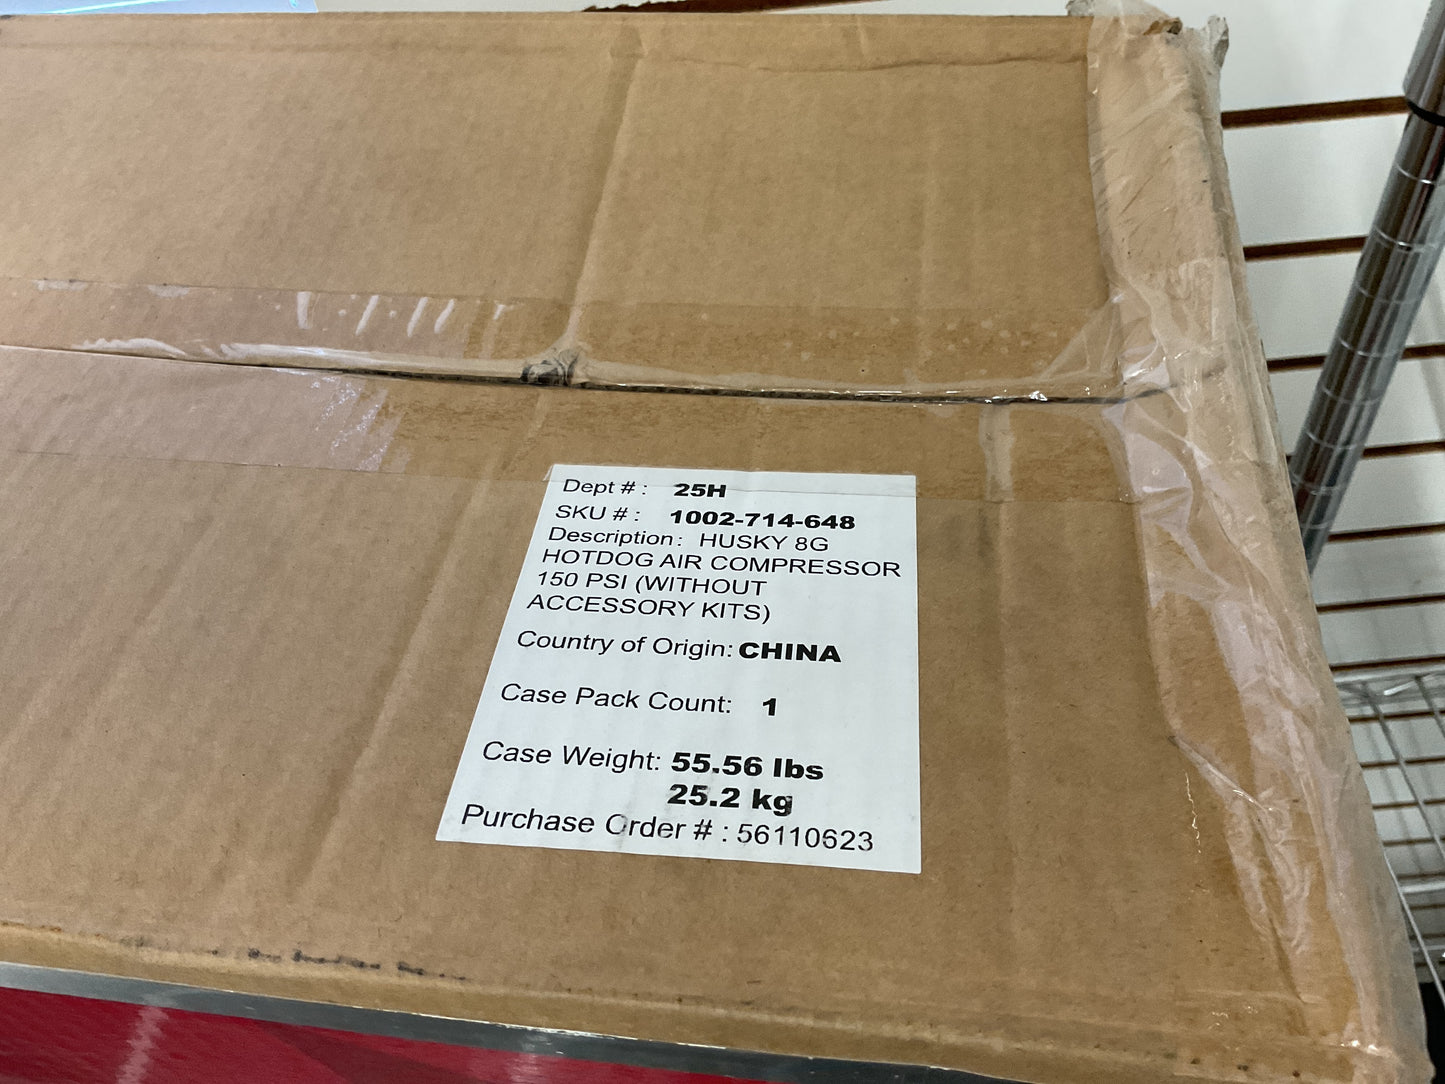 Dept # : 25H
SKU # : 1002-714-648
Description: HUSKY 8G
HOTDOG AIR COMPRESSOR
150 PSI (WITHOUT
ACCESSORY KITS)
Country of Origin: CHINA
Case Pack Count: 1
Case Weight: 55.56 lbs
25.2 kg
Purchase Order # : 56110623